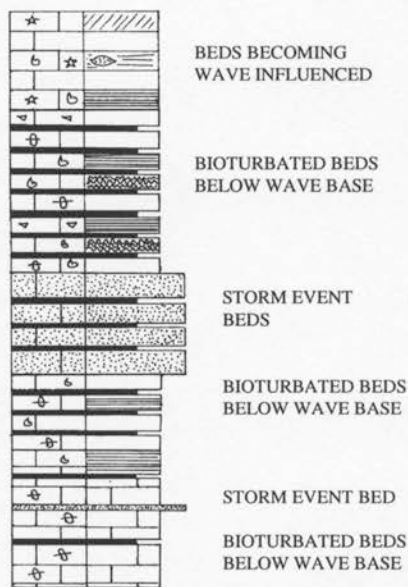 BEDS BECOMING
WAVE INFLUENCED
BIOTURBATED BEDS
BELOW WAVE BASE
STORM EVENT
BEDS
BIOTURBATED BEDS
BELOW WAVE BASE
STORM EVENT BED
BIOTURBATED BEDS
BELOW WAVE BASE